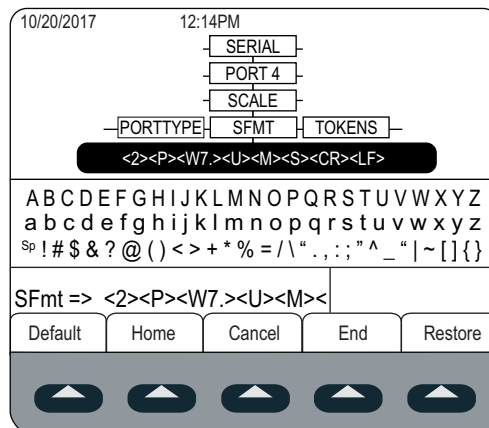 10/20/2017 12:14PM
SERIAL
PORT 4
SCALE
PORTTYPE SFMT TOKENS
<2><P><W7.><U><M><S><CR><LF>
A B C D E F G H I J K L M N O P Q R S T U V W X Y Z
a b c d e f g h i j k l m n o p q r s t u v w x y z
Sp ! # $ & ? @ ( ) < > + * % = / \ “ . , : ; ” ^ _ “ | ~ [ ] { }
SFmt => <2><P><W7.><U><M><
Default Home Cancel End Restore